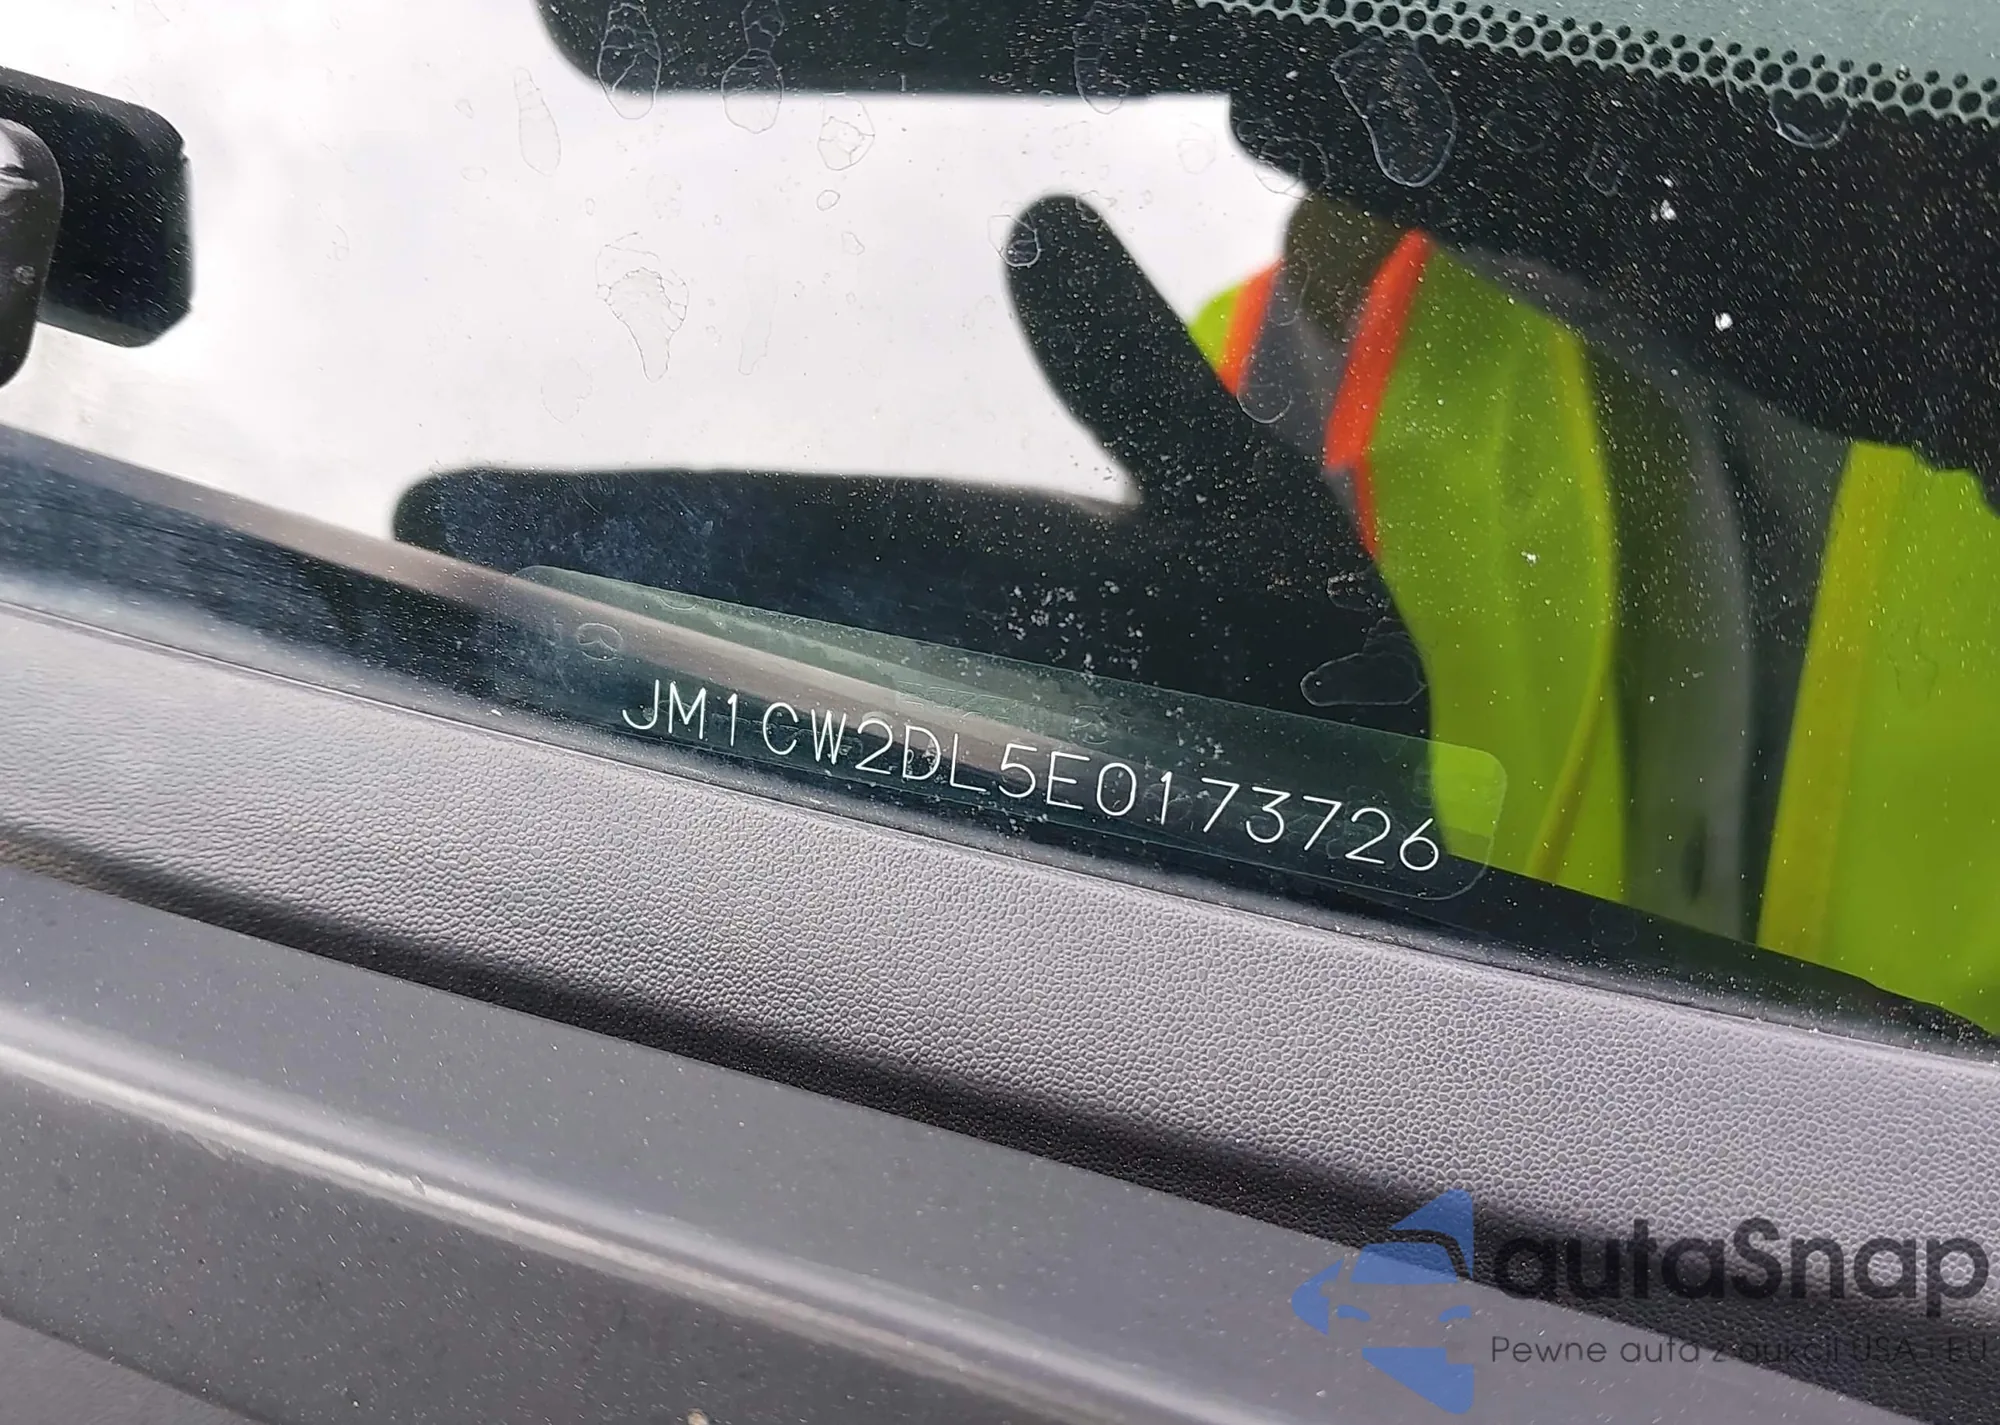 JM1CW2DL5E0173726
autaSnap
Pewne auta z aukcji USA i EU